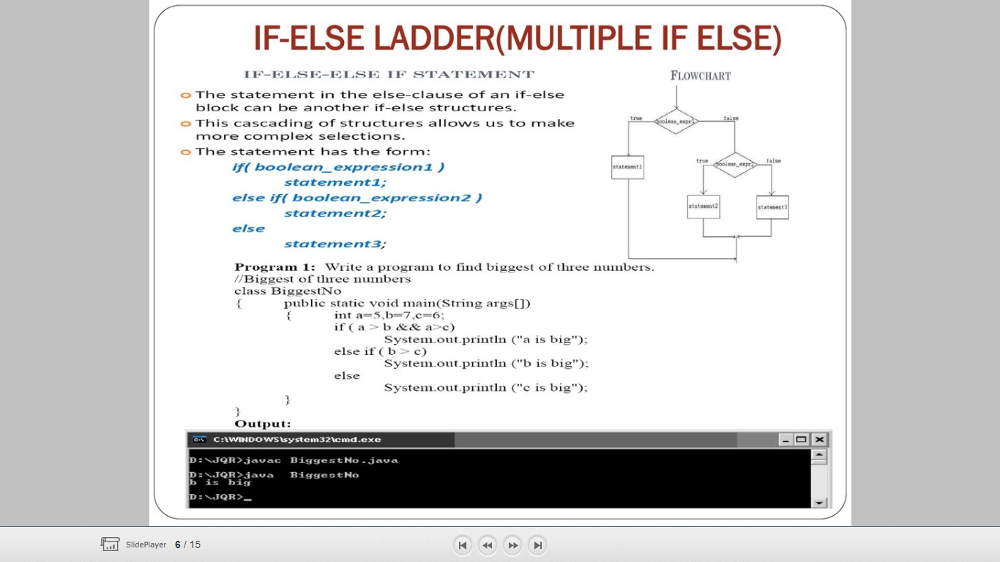 IF-ELSE LADDER(MULTIPLE IF ELSE)
IF-ELSE-ELSE IF STATEMENT
The statement in the else-clause of an if-else
block can be another if-else structures.
This cascading of structures allows us to make
more complex selections.
The statement has the form:
if( boolean_expression1 )
statement1;
else if( boolean_expression2 )
statement2;
else
statement3;
FLOWCHART
true
boolean_expr1
false
statement1
true
boolean_expr2
false
statement2
statement3
Program 1: Write a program to find biggest of three numbers.
//Biggest of three numbers
class BiggestNo
{ public static void main(String args[])
{ int a=5,b=7,c=6;
if ( a > b && a>c)
System.out.println ("a is big");
else if ( b > c)
System.out.println ("b is big");
else
System.out.println ("c is big");
}
}
Output:
C:\WINDOWS\system32\cmd.exe
D:\JQR>javac BiggestNo.java
D:\JQR>java BiggestNo
b is big
D:\JQR>_
SlidePlayer 6 / 15